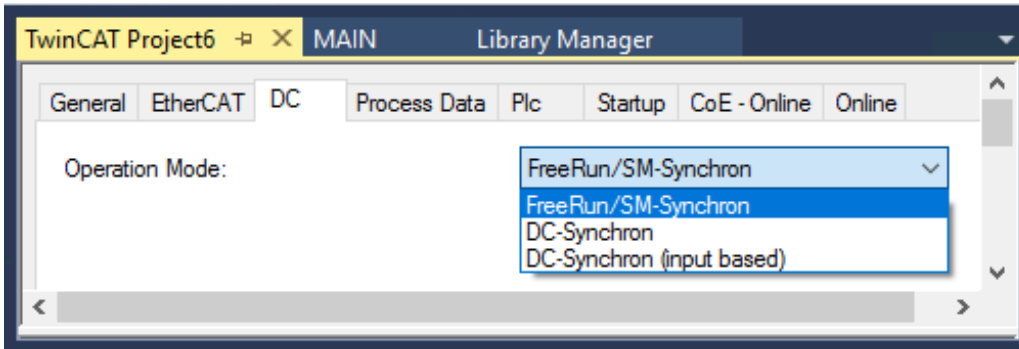 TwinCAT Project6 MAIN Library Manager
General EtherCAT DC Process Data Plc Startup CoE - Online Online
Operation Mode: FreeRun/SM-Synchron
FreeRun/SM-Synchron
DC-Synchron
DC-Synchron (input based)